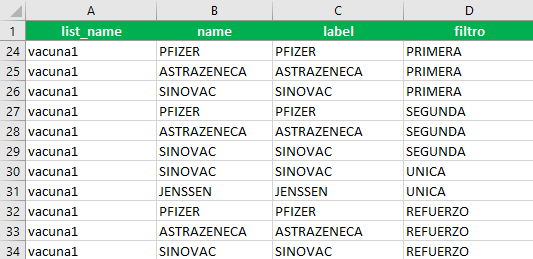 A B C D
1 list_name name label filtro
24 vacuna1 PFIZER PFIZER PRIMERA
25 vacuna1 ASTRAZENECA ASTRAZENECA PRIMERA
26 vacuna1 SINOVAC SINOVAC PRIMERA
27 vacuna1 PFIZER PFIZER SEGUNDA
28 vacuna1 ASTRAZENECA ASTRAZENECA SEGUNDA
29 vacuna1 SINOVAC SINOVAC SEGUNDA
30 vacuna1 SINOVAC SINOVAC UNICA
31 vacuna1 JENSSEN JENSSEN UNICA
32 vacuna1 PFIZER PFIZER REFUERZO
33 vacuna1 ASTRAZENECA ASTRAZENECA REFUERZO
34 vacuna1 SINOVAC SINOVAC REFUERZO